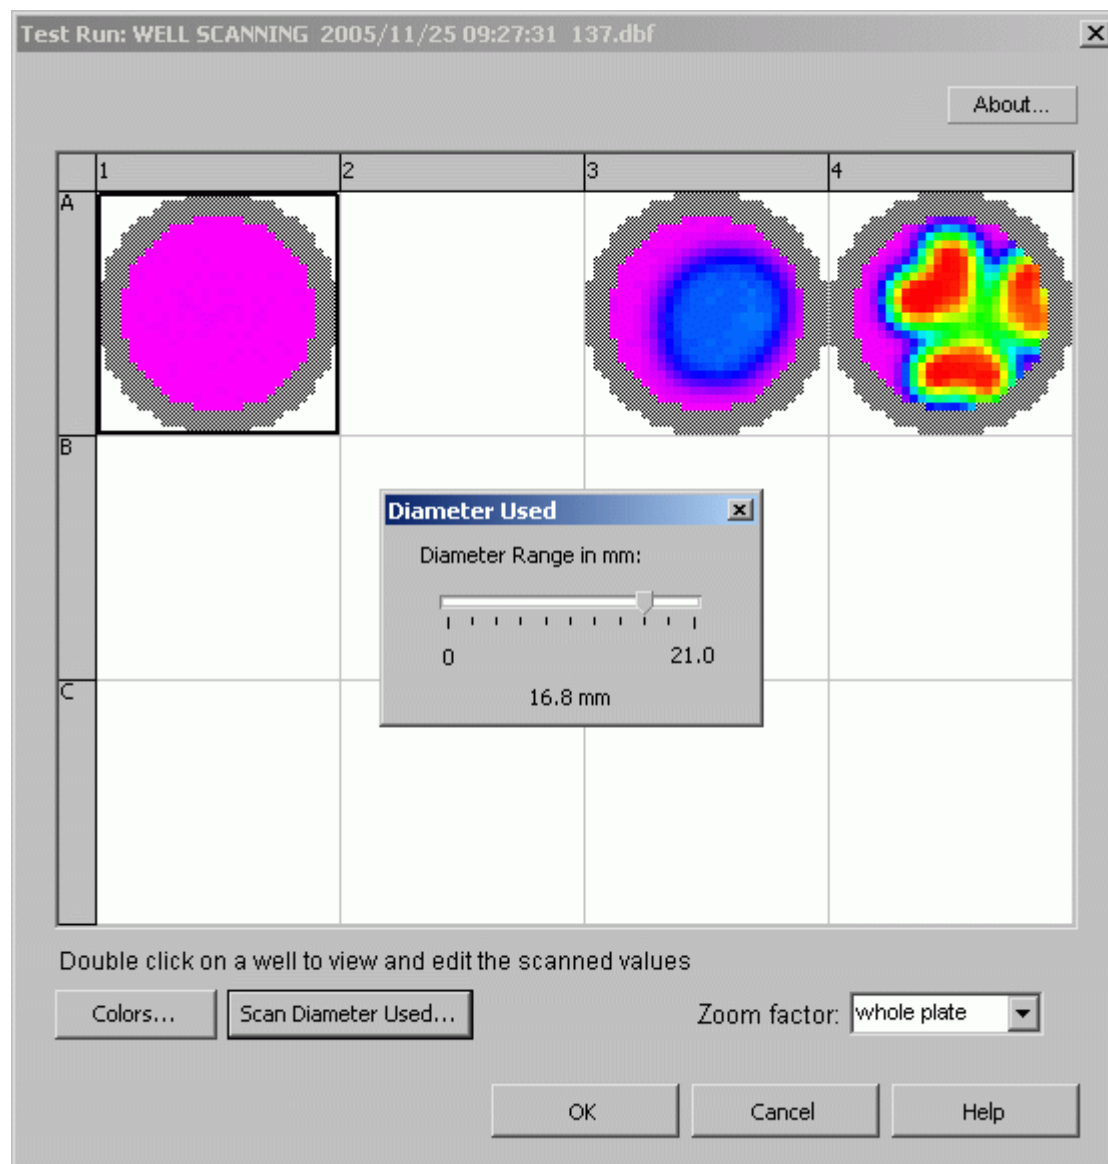 Test Run: WELL SCANNING 2005/11/25 09:27:31 137.dbf
About...
1 2 3 4
A
B
Diameter Used
Diameter Range in mm:
0 21.0
16.8 mm
C
Double click on a well to view and edit the scanned values
Colors... Scan Diameter Used... Zoom factor: whole plate
OK Cancel Help